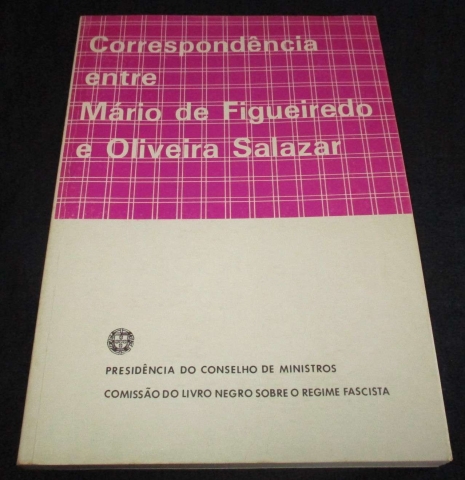 Correspondência
entre
Mário de Figueiredo
e Oliveira Salazar
PRESIDÊNCIA DO CONSELHO DE MINISTROS
COMISSÃO DO LIVRO NEGRO SOBRE O REGIME FASCISTA